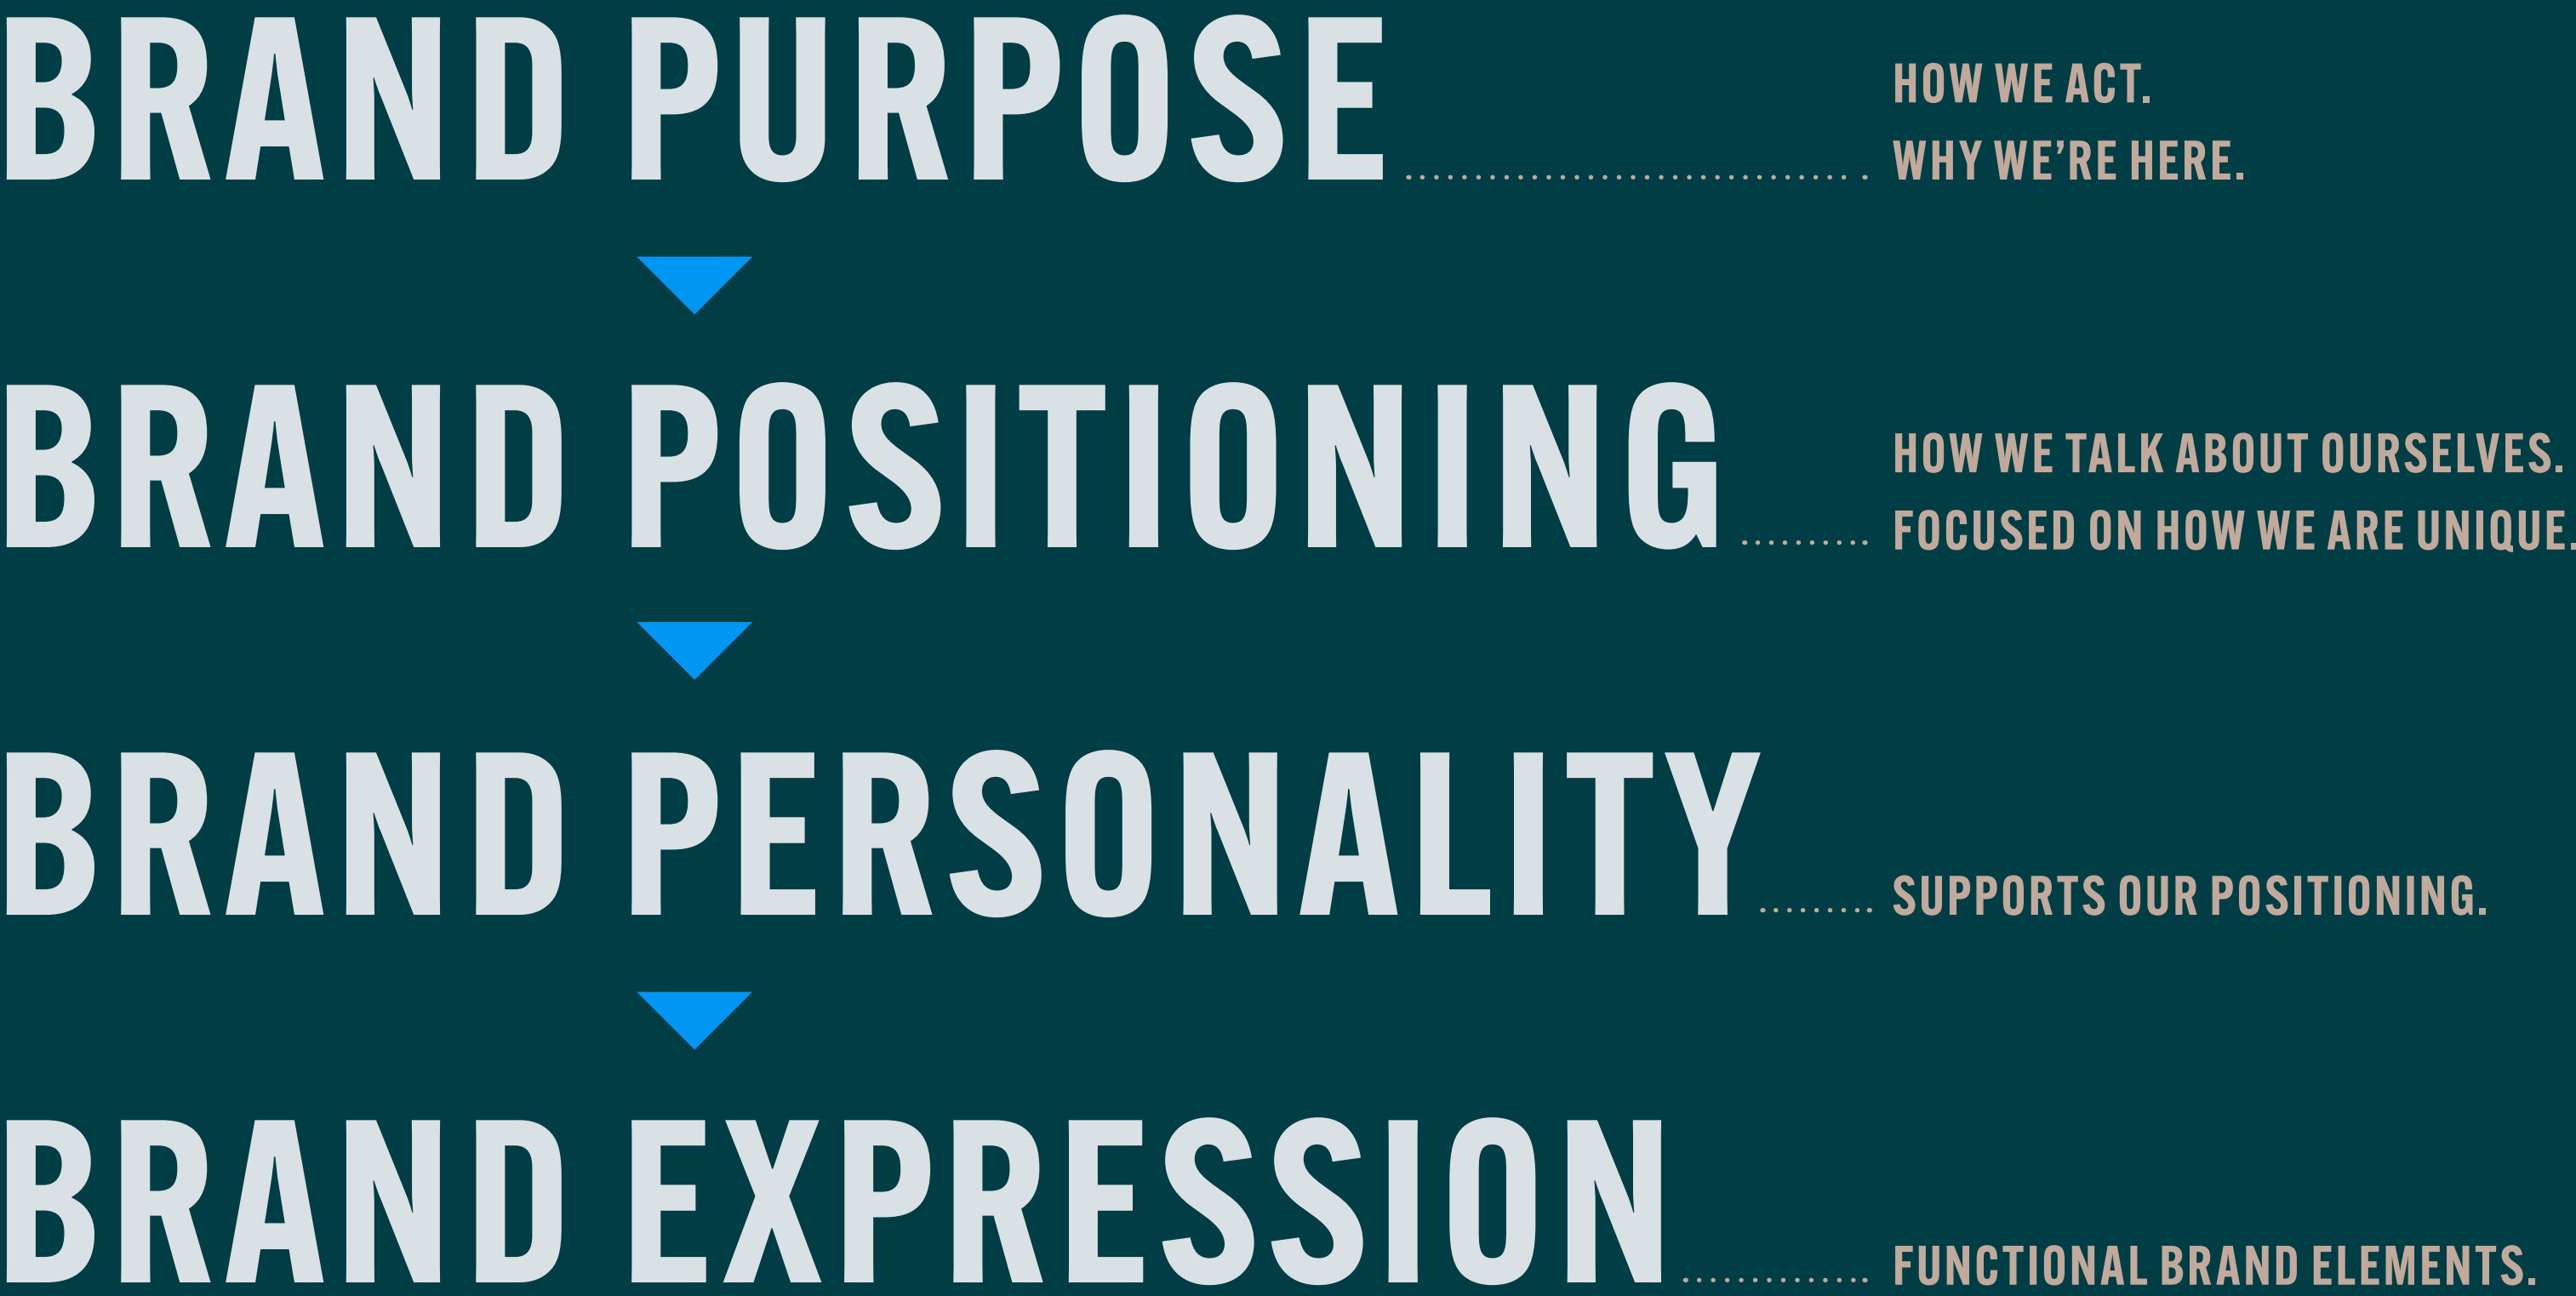 BRAND PURPOSE
HOW WE ACT.
WHY WE’RE HERE.
BRAND POSITIONING
HOW WE TALK ABOUT OURSELVES.
FOCUSED ON HOW WE ARE UNIQUE.
BRAND PERSONALITY
SUPPORTS OUR POSITIONING.
BRAND EXPRESSION
FUNCTIONAL BRAND ELEMENTS.